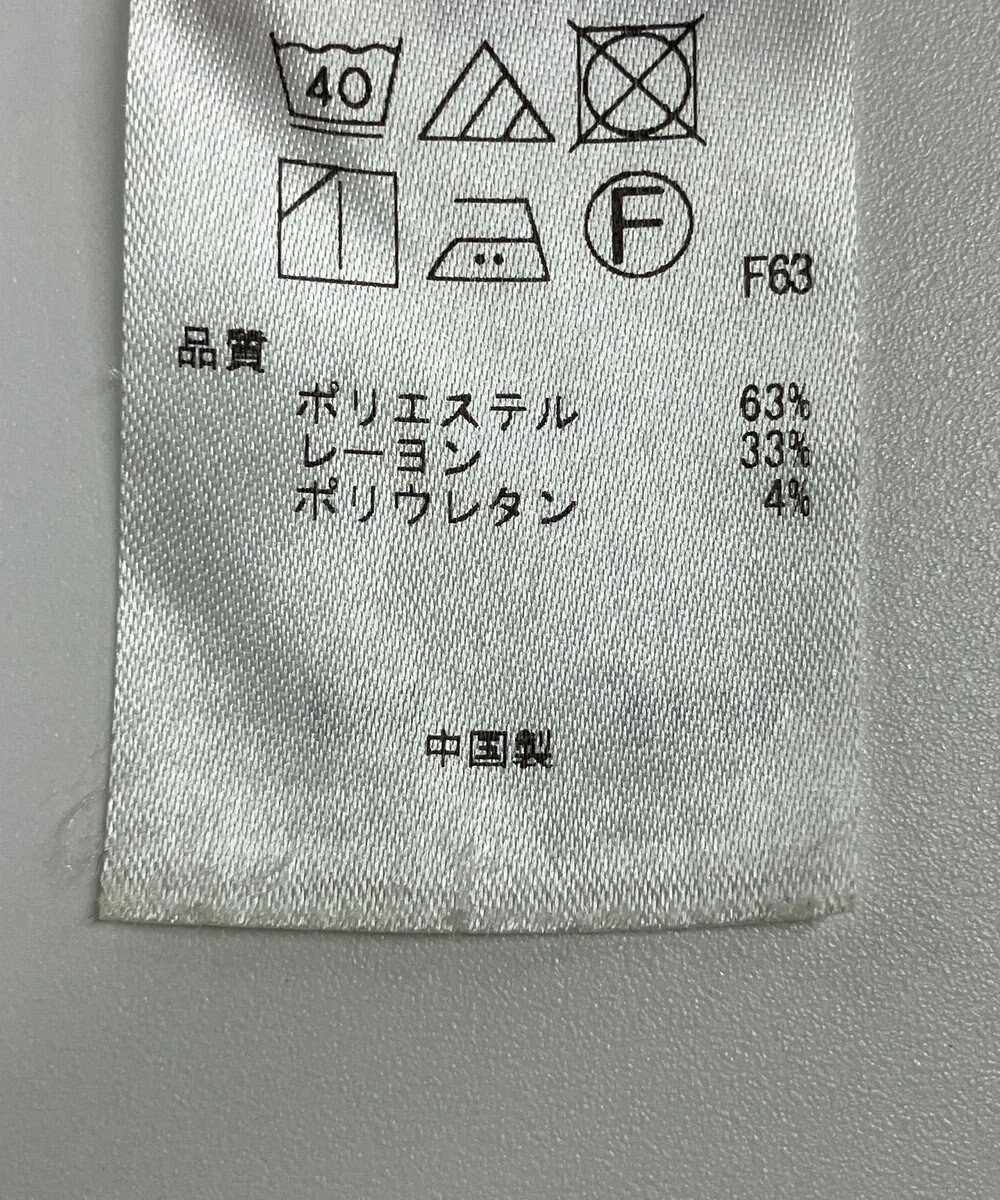 40
F
F63
品質
ポリエステル 63%
レーヨン 33%
ポリウレタン 4%
中国製